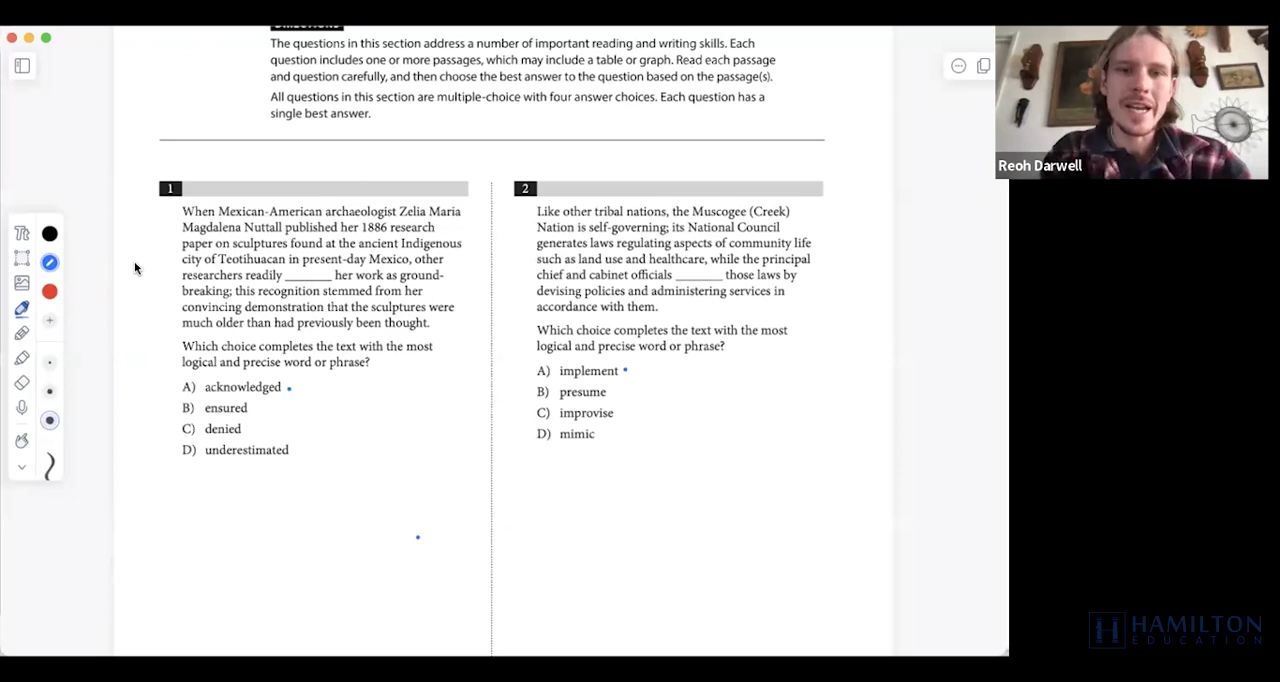 The questions in this section address a number of important reading and writing skills. Each
question includes one or more passages, which may include a table or graph. Read each passage
and question carefully, and then choose the best answer to the question based on the passage(s).
All questions in this section are multiple-choice with four answer choices. Each question has a
single best answer.
Reoh Darwell
1
When Mexican-American archaeologist Zelia Maria
Magdalena Nuttall published her 1886 research
paper on sculptures found at the ancient Indigenous
city of Teotihuacan in present-day Mexico, other
researchers readily ________ her work as ground-
breaking; this recognition stemmed from her
convincing demonstration that the sculptures were
much older than had previously been thought.
Which choice completes the text with the most
logical and precise word or phrase?
A) acknowledged
B) ensured
C) denied
D) underestimated
2
Like other tribal nations, the Muscogee (Creek)
Nation is self-governing; its National Council
generates laws regulating aspects of community life
such as land use and healthcare, while the principal
chief and cabinet officials ________ those laws by
devising policies and administering services in
accordance with them.
Which choice completes the text with the most
logical and precise word or phrase?
A) implement
B) presume
C) improvise
D) mimic
Tt
HAMILTON
EDUCATION